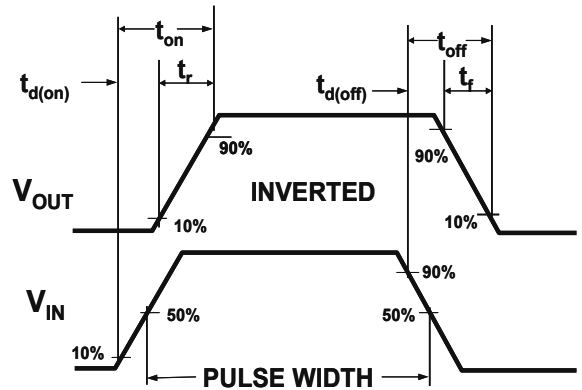 t_on
t_off
t_d(on)
t_r
t_d(off)
t_f
90%
90%
V_OUT
INVERTED
10%
10%
90%
V_IN
50%
50%
10%
PULSE WIDTH